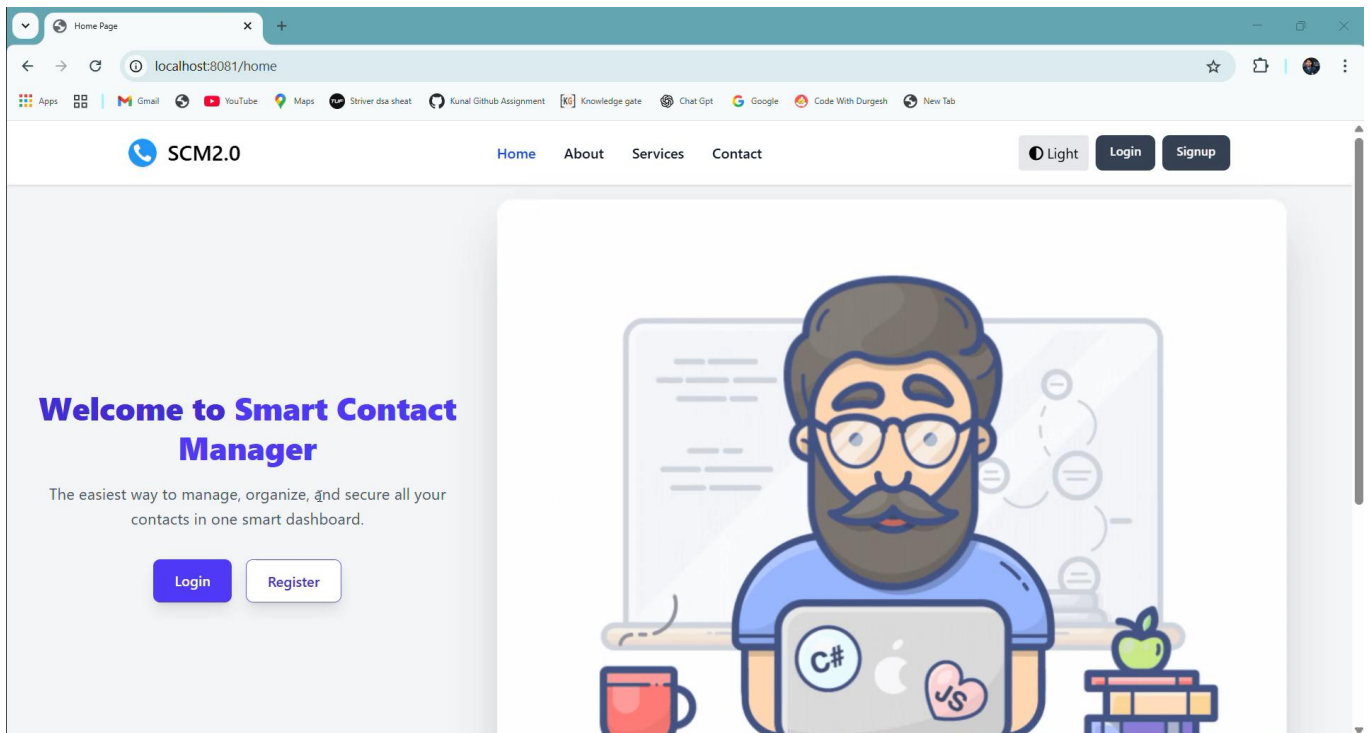 Home Page
localhost:8081/home
Apps Gmail YouTube Maps TUF Striver dsa sheat Kunal Github Assignment KG Knowledge gate Chat Gpt Google Code With Durgesh New Tab
SCM2.0 Home About Services Contact Light Login Signup
Welcome to Smart Contact
Manager
The easiest way to manage, organize, and secure all your
contacts in one smart dashboard.
Login Register
C#
JS